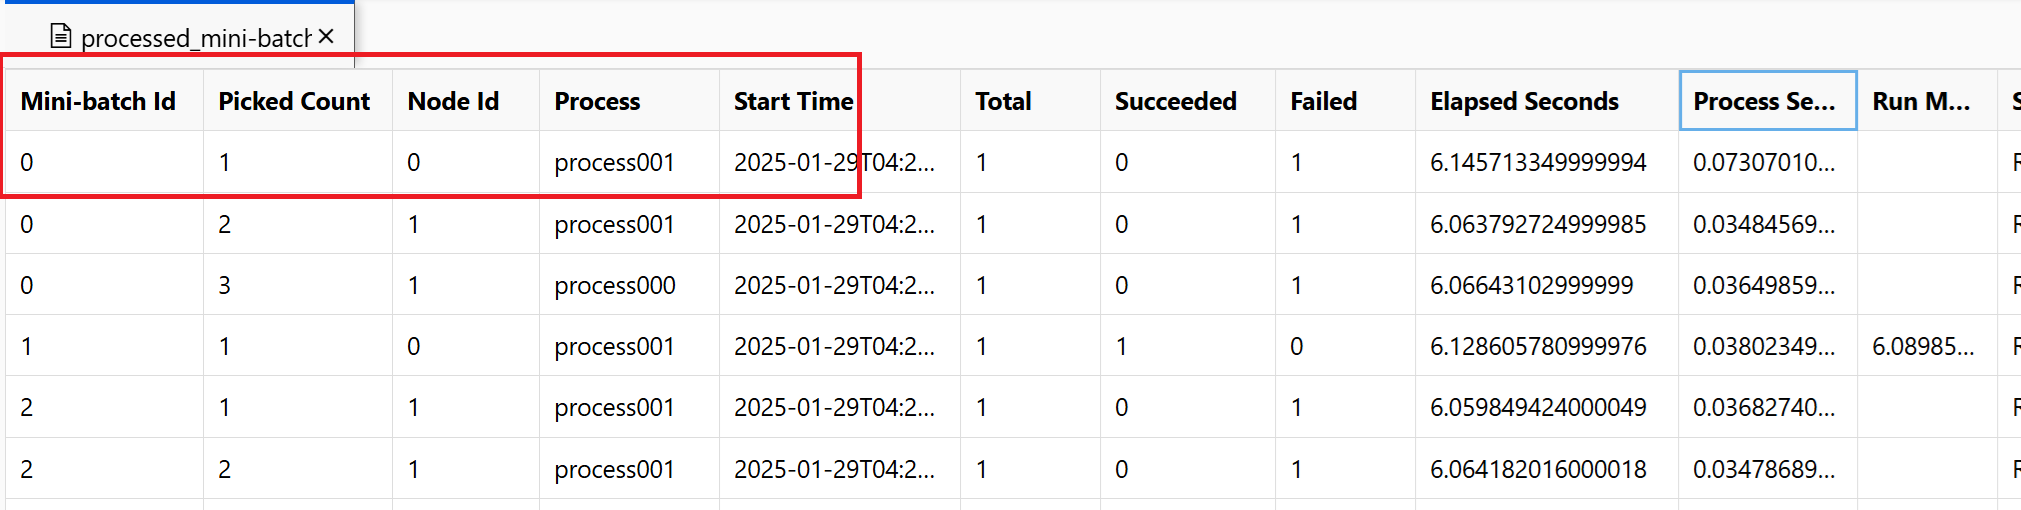 processed_mini-batch
Mini-batch Id Picked Count Node Id Process Start Time Total Succeeded Failed Elapsed Seconds Process Se... Run M... S
0 1 0 process001 2025-01-29T04:2... 1 0 1 6.145713349999994 0.07307010... R
0 2 1 process001 2025-01-29T04:2... 1 0 1 6.063792724999985 0.03484569... R
0 3 1 process000 2025-01-29T04:2... 1 0 1 6.06643102999999 0.03649859... R
1 1 0 process001 2025-01-29T04:2... 1 1 0 6.128605780999976 0.03802349... 6.08985... R
2 1 1 process001 2025-01-29T04:2... 1 0 1 6.059849424000049 0.03682740... R
2 2 1 process001 2025-01-29T04:2... 1 0 1 6.064182016000018 0.03478689... R